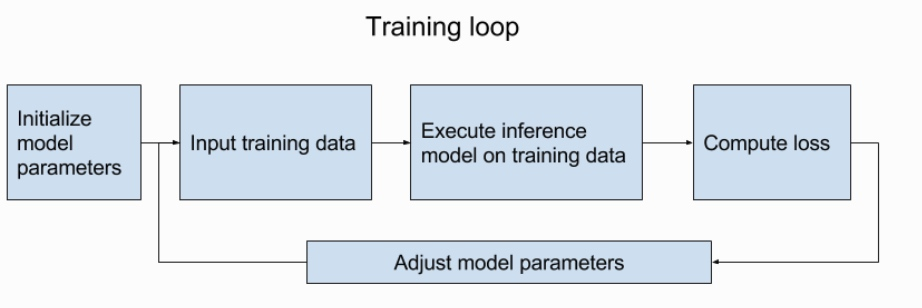 Training loop
Initialize
model
parameters
Input training data
Execute inference
model on training data
Compute loss
Adjust model parameters